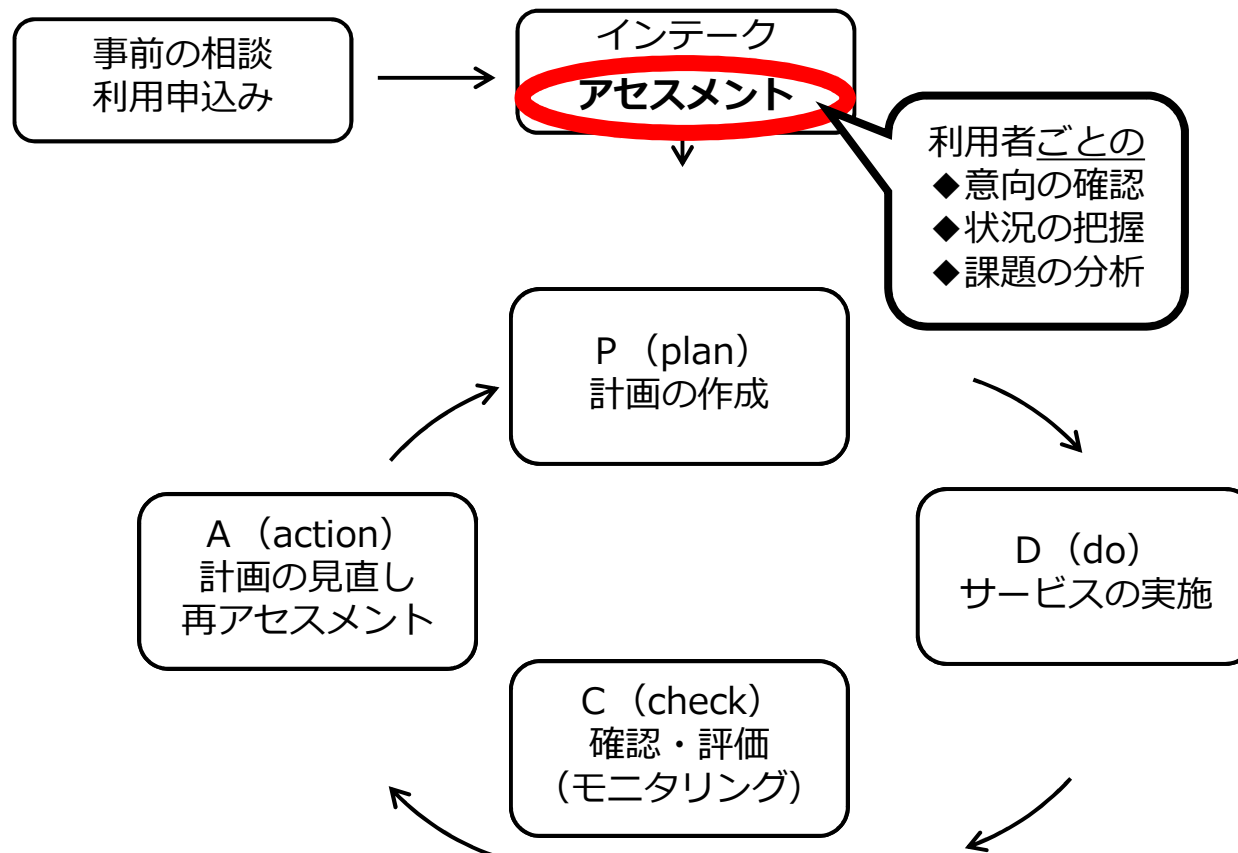 事前の相談
利用申込み
インテーク
アセスメント
利用者ごとの
◆意向の確認
◆状況の把握
◆課題の分析
P（plan）
計画の作成
D（do）
サービスの実施
C（check）
確認・評価
（モニタリング）
A（action）
計画の見直し
再アセスメント